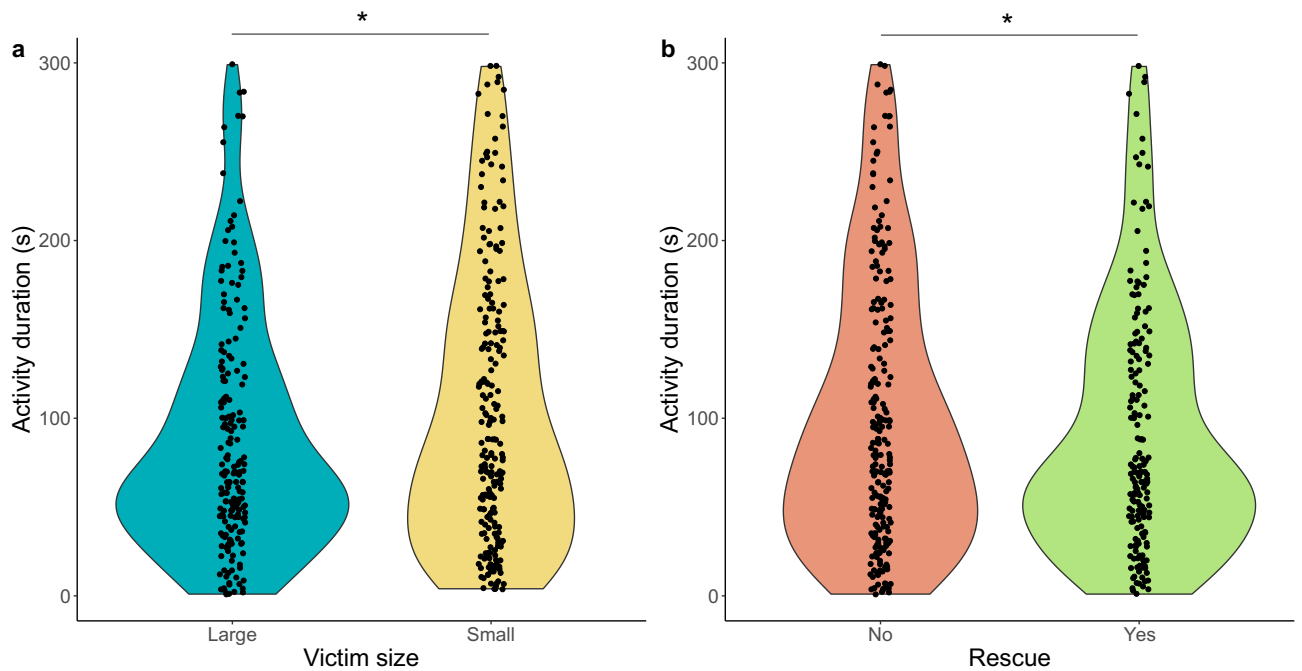 a
*
Activity duration (s)
300
200
100
0
Large
Small
Victim size
b
*
Activity duration (s)
300
200
100
0
No
Yes
Rescue